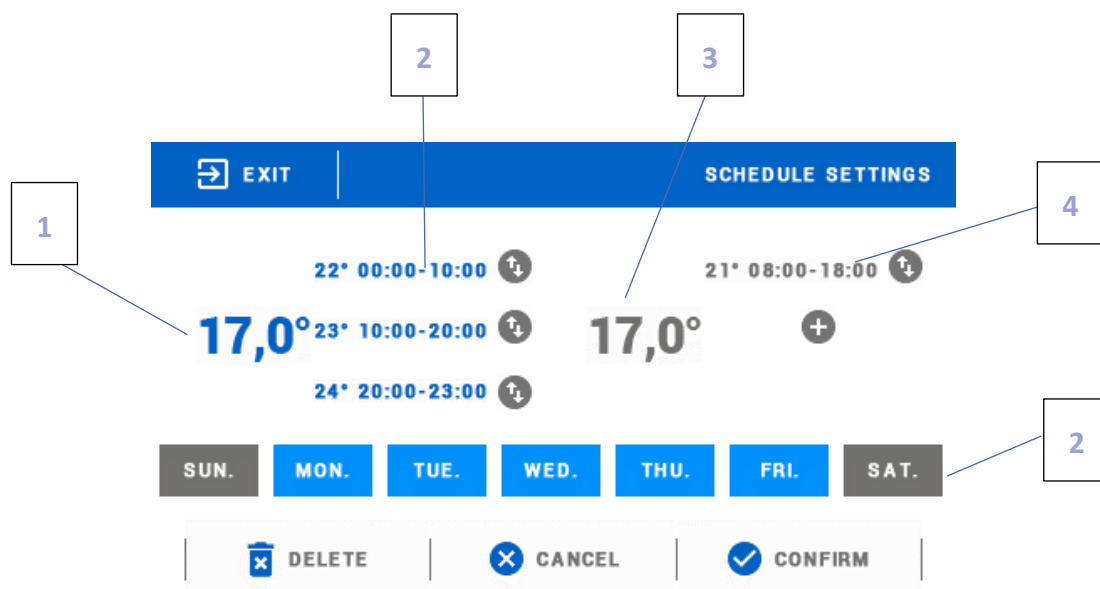 2 3
EXIT SCHEDULE SETTINGS
4
1
22° 00:00-10:00 21° 08:00-18:00
17,0° 23° 10:00-20:00 17,0°
24° 20:00-23:00
2
SUN. MON. TUE. WED. THU. FRI. SAT.
DELETE CANCEL CONFIRM